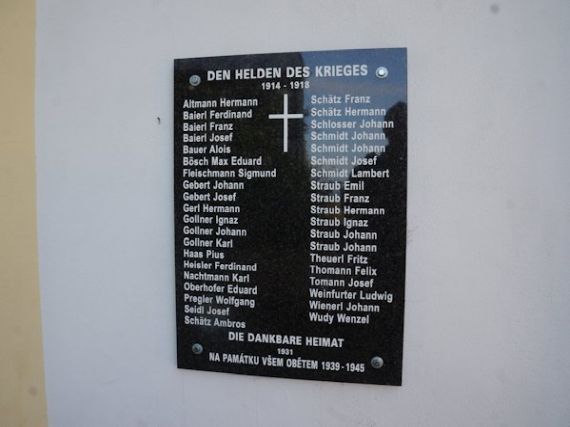 DEN HELDEN DES KRIEGES
1914 - 1918
Altmann Hermann
Baierl Ferdinand
Baierl Franz
Baierl Josef
Bauer Alois
Bösch Max Eduard
Fleischmann Sigmund
Gebert Johann
Gebert Josef
Gerl Hermann
Gollner Ignaz
Gollner Johann
Gollner Karl
Haas Pius
Heisler Ferdinand
Nachtmann Karl
Oberhofer Eduard
Pregler Wolfgang
Seidl Josef
Schätz Ambros
Schätz Franz
Schätz Hermann
Schlosser Johann
Schmidt Johann
Schmidt Johann
Schmidt Josef
Schmidt Lambert
Straub Emil
Straub Franz
Straub Hermann
Straub Ignaz
Straub Johann
Straub Johann
Theuerl Fritz
Thomann Felix
Tomann Josef
Weinfurter Ludwig
Wienerl Johann
Wudy Wenzel
DIE DANKBARE HEIMAT
1931
NA PAMÁTKU VŠEM OBĚTEM 1939-1945